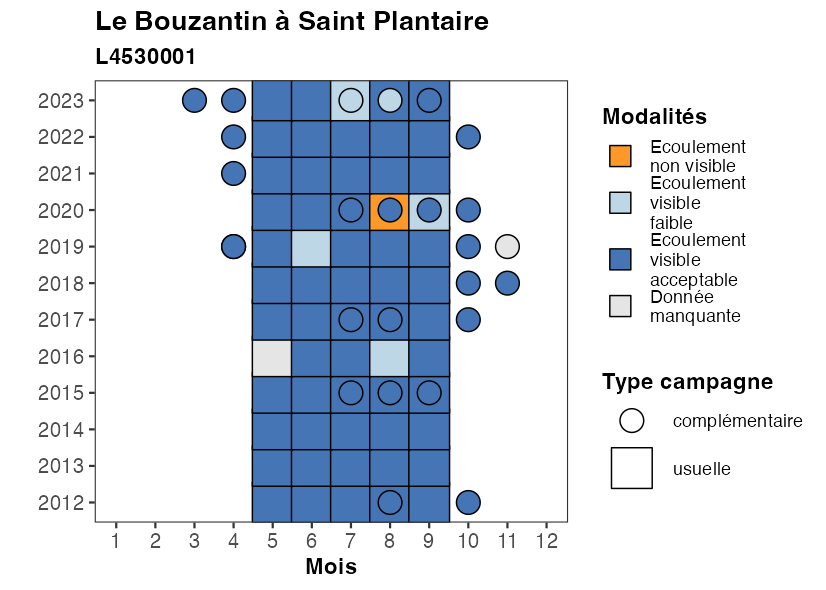 Le Bouzantin à Saint Plantaire
L4530001
2023
2022
2021
2020
2019
2018
2017
2016
2015
2014
2013
2012
1 2 3 4 5 6 7 8 9 10 11 12
Mois
Modalités
Ecoulement
non visible
Ecoulement
visible
faible
Ecoulement
visible
acceptable
Donnée
manquante
Type campagne
complémentaire
usuelle